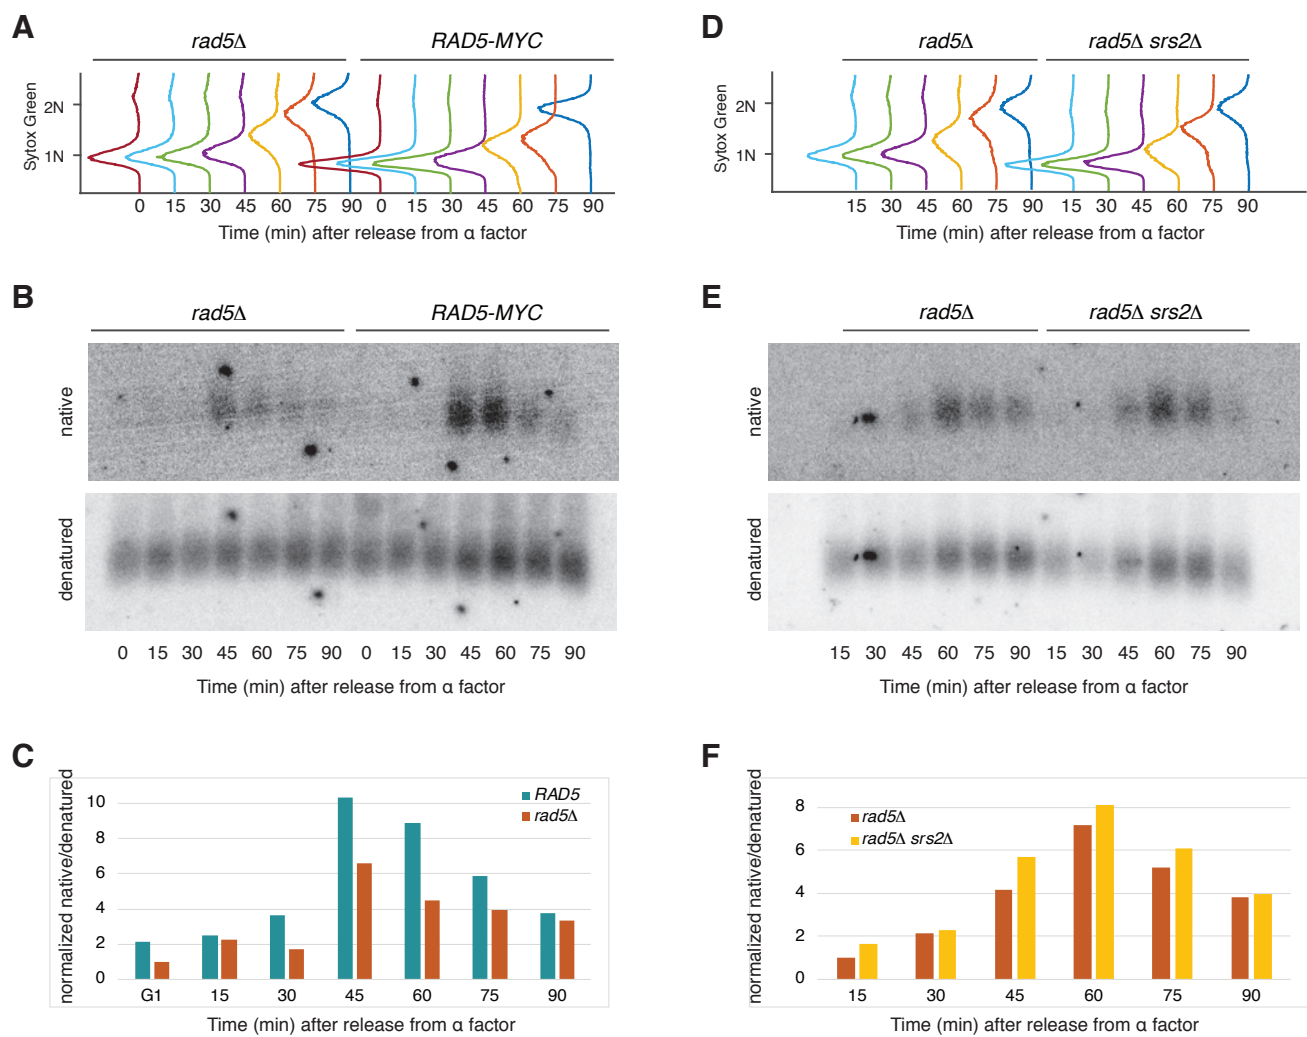 A
rad5Δ RAD5-MYC
Sytox Green
2N
1N
0 15 30 45 60 75 90 0 15 30 45 60 75 90
Time (min) after release from α factor
D
rad5Δ rad5Δ srs2Δ
Sytox Green
2N
1N
15 30 45 60 75 90 15 30 45 60 75 90
Time (min) after release from α factor
B
rad5Δ RAD5-MYC
native
denatured
0 15 30 45 60 75 90 0 15 30 45 60 75 90
Time (min) after release from α factor
E
rad5Δ rad5Δ srs2Δ
native
denatured
15 30 45 60 75 90 15 30 45 60 75 90
Time (min) after release from α factor
C
normalized native/denatured
10
8
6
4
2
0
RAD5
rad5Δ
G1 15 30 45 60 75 90
Time (min) after release from α factor
F
normalized native/denatured
8
6
4
2
0
rad5Δ
rad5Δ srs2Δ
15 30 45 60 75 90
Time (min) after release from α factor